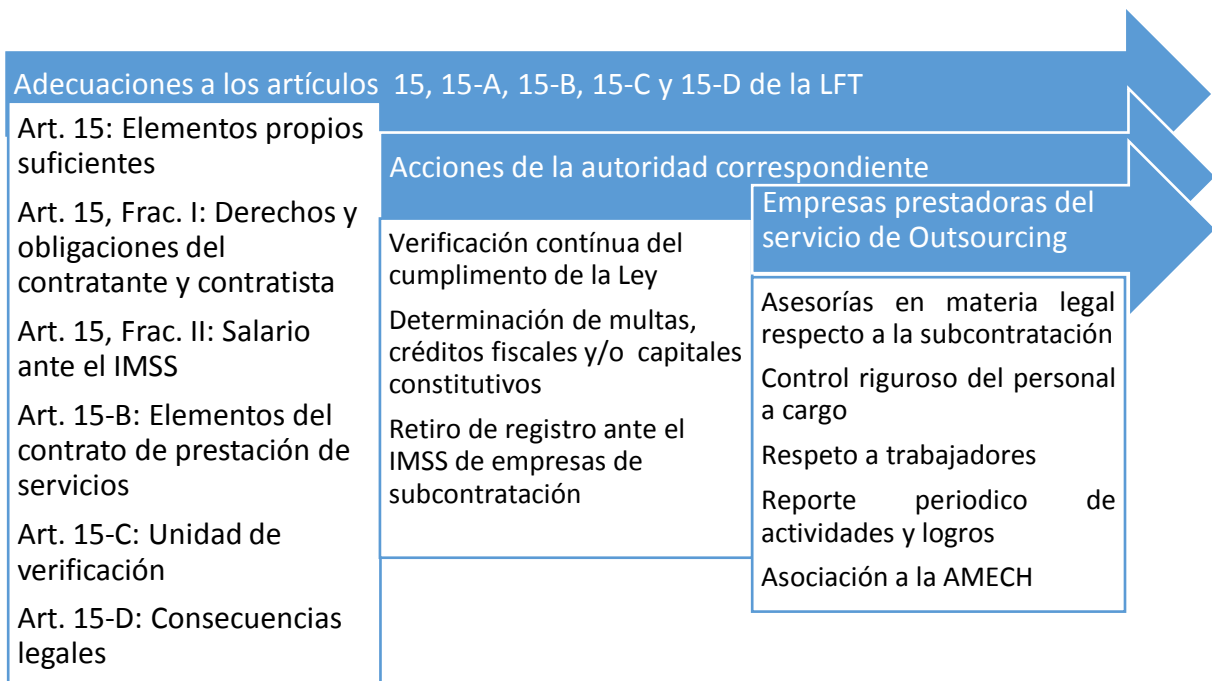 Adecuaciones a los artículos 15, 15-A, 15-B, 15-C y 15-D de la LFT
Art. 15: Elementos propios
suficientes
Art. 15, Frac. I: Derechos y
obligaciones del
contratante y contratista
Art. 15, Frac. II: Salario
ante el IMSS
Art. 15-B: Elementos del
contrato de prestación de
servicios
Art. 15-C: Unidad de
verificación
Art. 15-D: Consecuencias
legales
Acciones de la autoridad correspondiente
Verificación contínua del
cumplimento de la Ley
Determinación de multas,
créditos fiscales y/o capitales
constitutivos
Retiro de registro ante el
IMSS de empresas de
subcontratación
Empresas prestadoras del
servicio de Outsourcing
Asesorías en materia legal
respecto a la subcontratación
Control riguroso del personal
a cargo
Respeto a trabajadores
Reporte periodico de
actividades y logros
Asociación a la AMECH